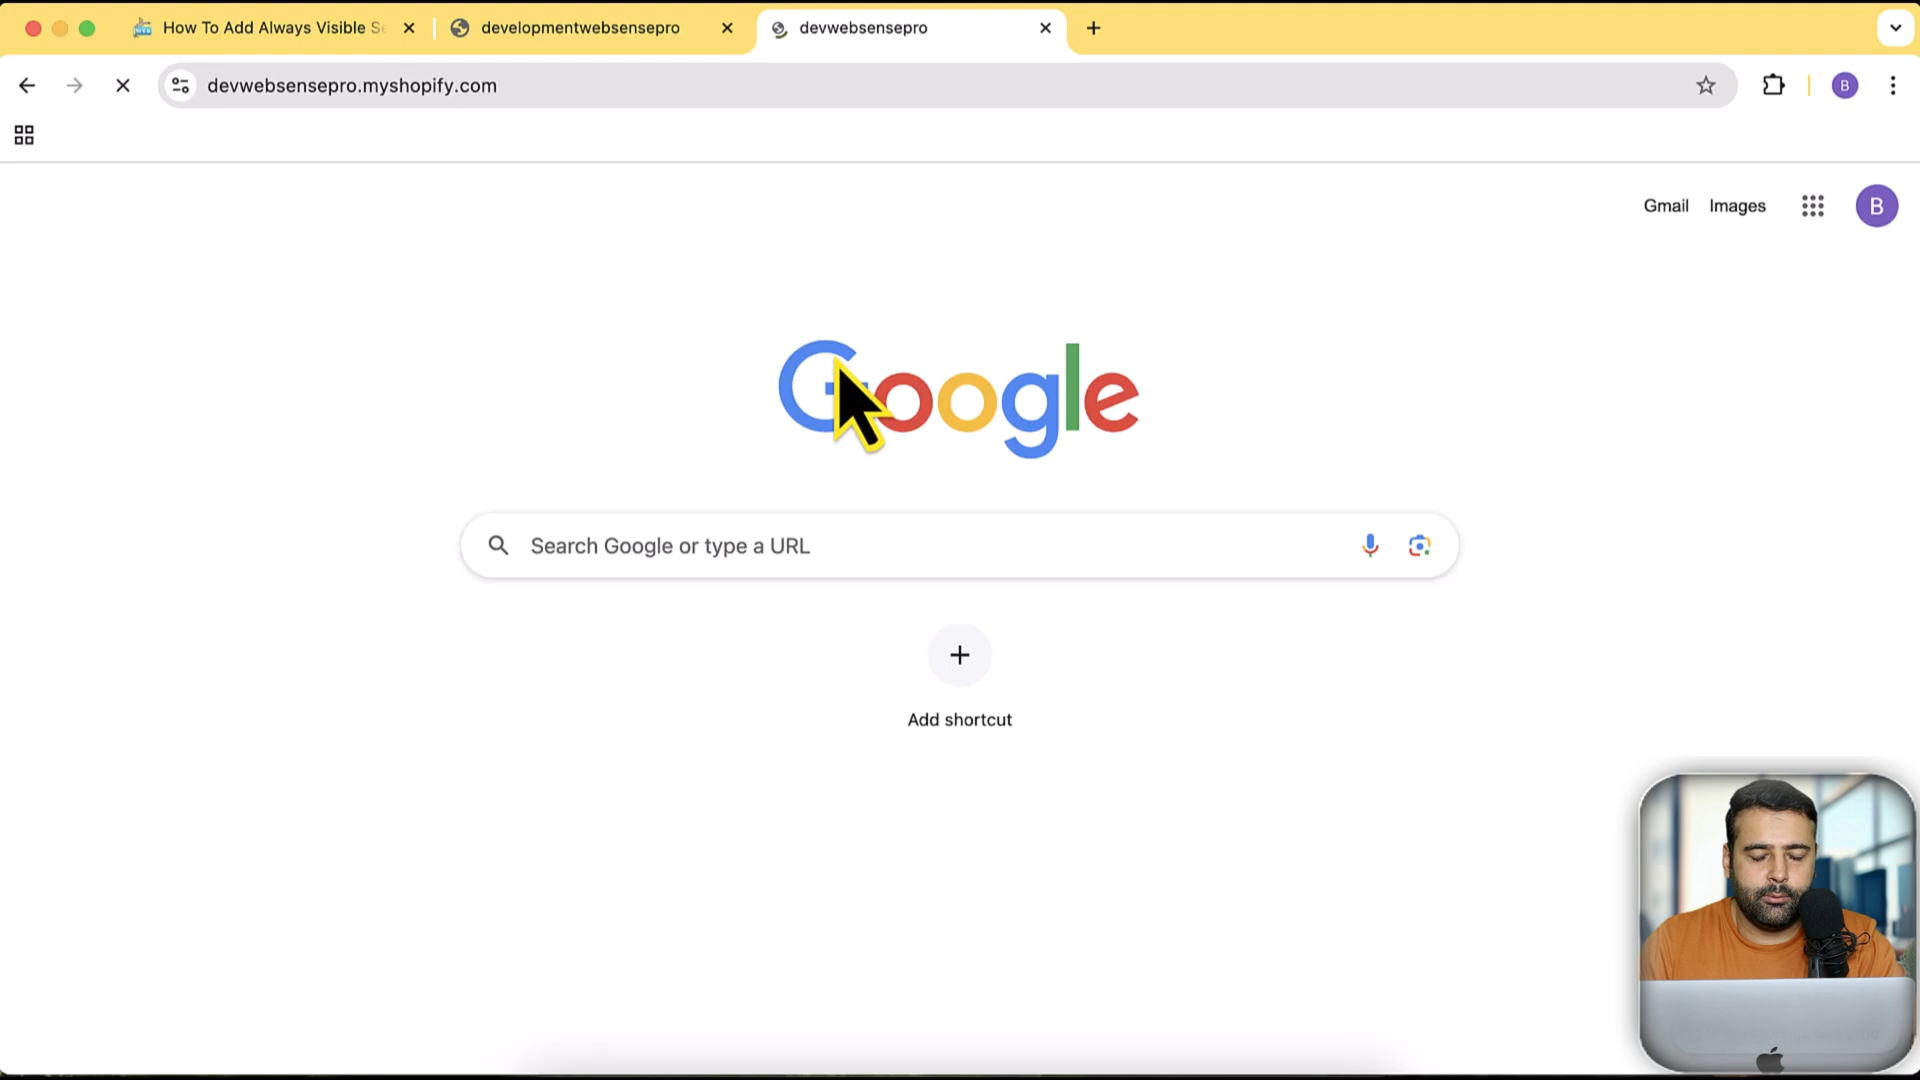 How To Add Always Visible Se
developmentwebsensepro
devwebsensepro
devwebsensepro.myshopify.com
B
Gmail
Images
B
Google
Search Google or type a URL
Add shortcut